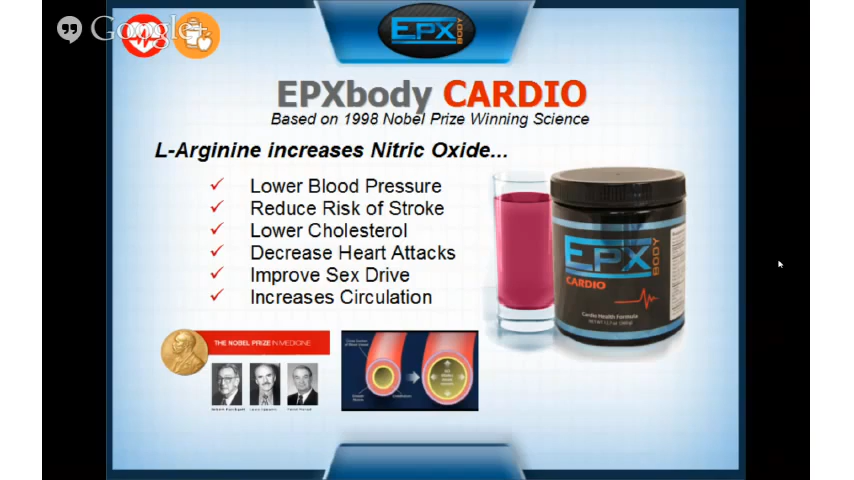 Google+
EPX BODY
EPXbody CARDIO
Based on 1998 Nobel Prize Winning Science
L-Arginine increases Nitric Oxide...
Lower Blood Pressure
Reduce Risk of Stroke
Lower Cholesterol
Decrease Heart Attacks
Improve Sex Drive
Increases Circulation
EPX BODY
CARDIO
Cardio Health Formula
THE NOBEL PRIZE IN MEDICINE